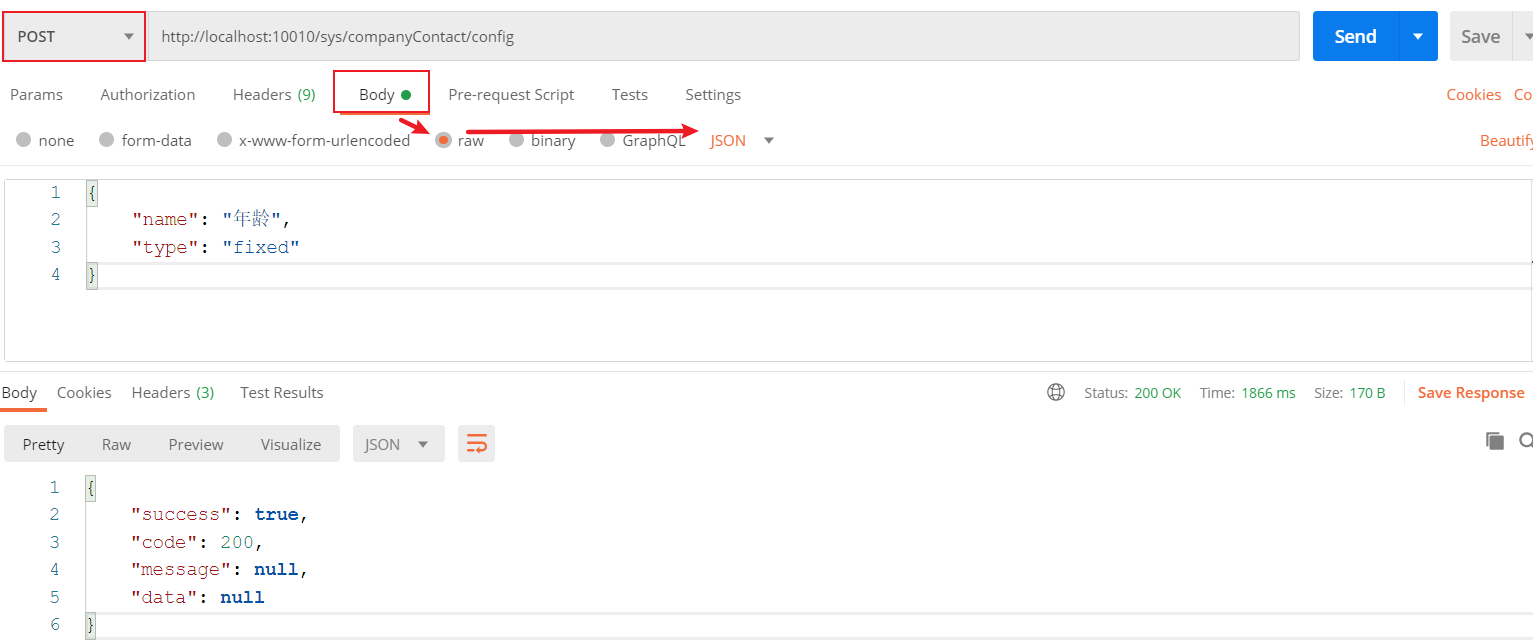 POST http://localhost:10010/sys/companyContact/config Send Save
Params Authorization Headers (9) Body Pre-request Script Tests Settings Cookies Co
none form-data x-www-form-urlencoded raw binary GraphQL JSON Beautify
1 {
2 "name": "年龄",
3 "type": "fixed"
4 }
Body Cookies Headers (3) Test Results Status: 200 OK Time: 1866 ms Size: 170 B Save Response
Pretty Raw Preview Visualize JSON
1 {
2 "success": true,
3 "code": 200,
4 "message": null,
5 "data": null
6 }